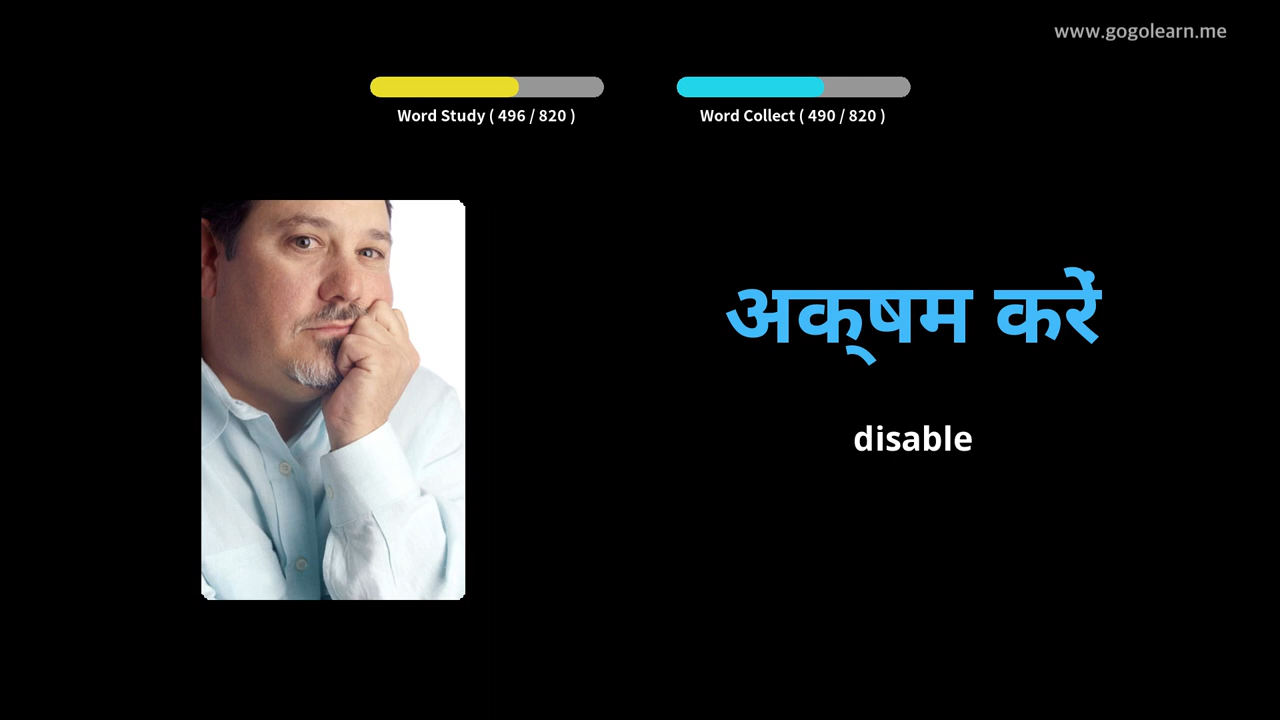 www.gogolearn.me
Word Study ( 496 / 820 )
Word Collect ( 490 / 820 )
अक्षम करें
disable